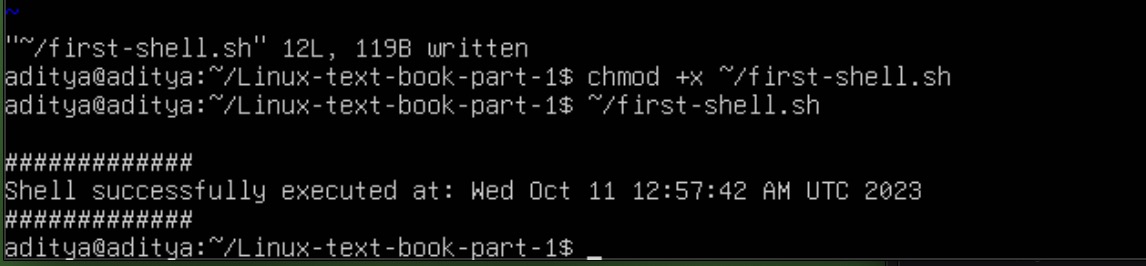 ~
"~/first-shell.sh" 12L, 119B written
aditya@aditya:~/Linux-text-book-part-1$ chmod +x ~/first-shell.sh
aditya@aditya:~/Linux-text-book-part-1$ ~/first-shell.sh
#############
Shell successfully executed at: Wed Oct 11 12:57:42 AM UTC 2023
#############
aditya@aditya:~/Linux-text-book-part-1$ _